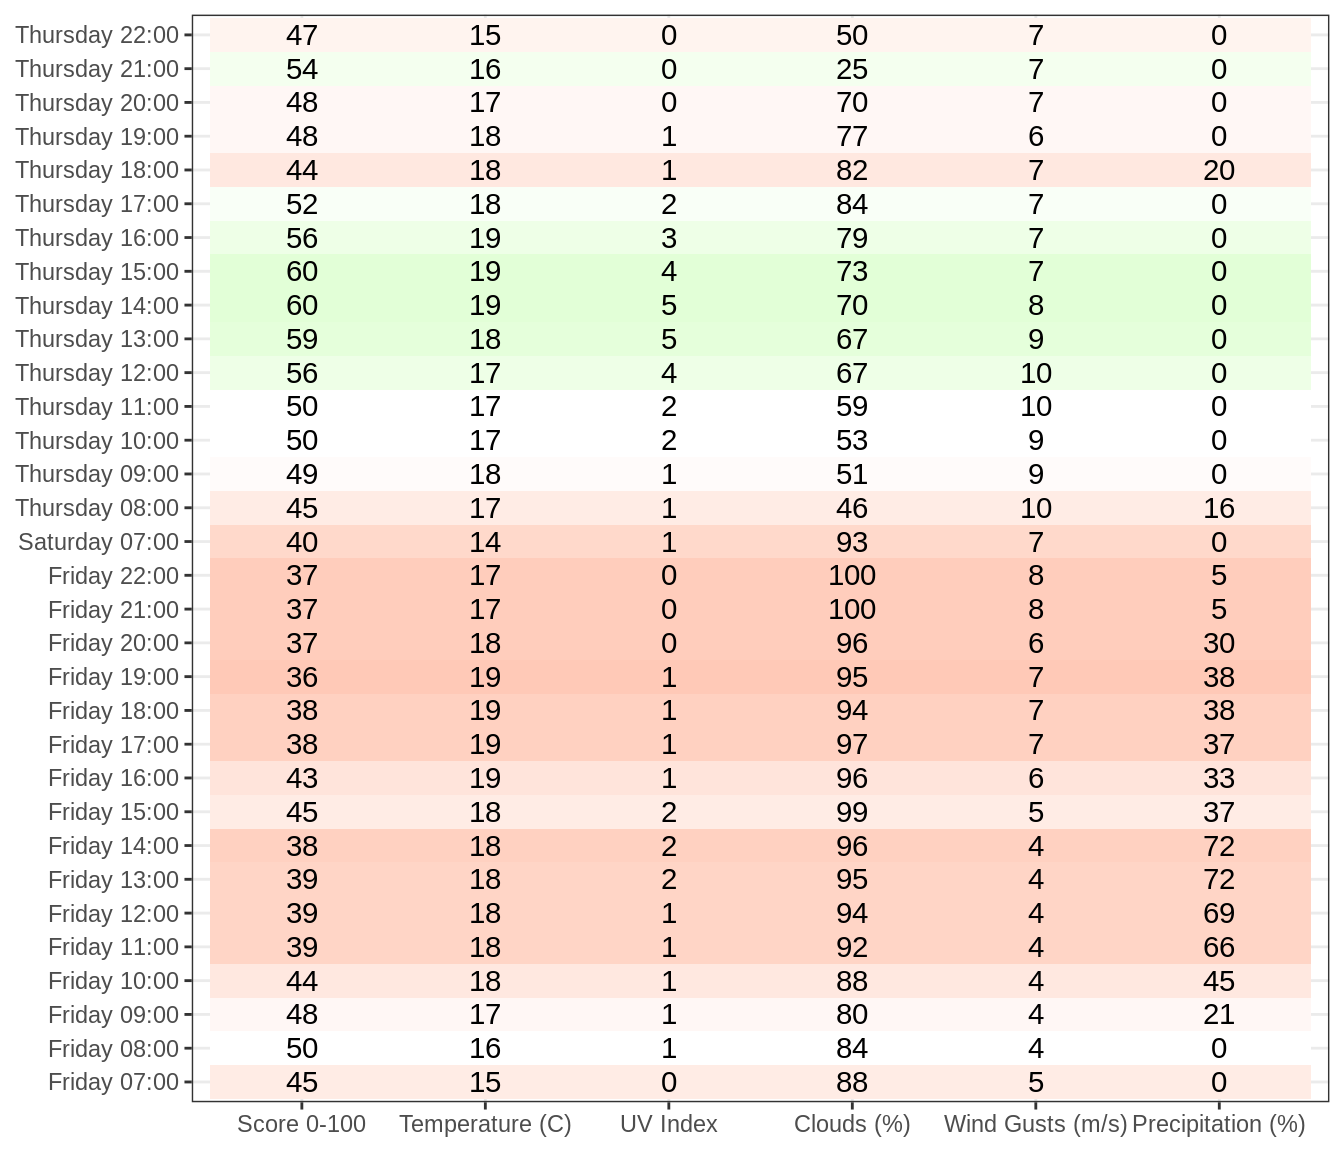 Thursday 22:00 47 15 0 50 7 0
Thursday 21:00 54 16 0 25 7 0
Thursday 20:00 48 17 0 70 7 0
Thursday 19:00 48 18 1 77 6 0
Thursday 18:00 44 18 1 82 7 20
Thursday 17:00 52 18 2 84 7 0
Thursday 16:00 56 19 3 79 7 0
Thursday 15:00 60 19 4 73 7 0
Thursday 14:00 60 19 5 70 8 0
Thursday 13:00 59 18 5 67 9 0
Thursday 12:00 56 17 4 67 10 0
Thursday 11:00 50 17 2 59 10 0
Thursday 10:00 50 17 2 53 9 0
Thursday 09:00 49 18 1 51 9 0
Thursday 08:00 45 17 1 46 10 16
Saturday 07:00 40 14 1 93 7 0
Friday 22:00 37 17 0 100 8 5
Friday 21:00 37 17 0 100 8 5
Friday 20:00 37 18 0 96 6 30
Friday 19:00 36 19 1 95 7 38
Friday 18:00 38 19 1 94 7 38
Friday 17:00 38 19 1 97 7 37
Friday 16:00 43 19 1 96 6 33
Friday 15:00 45 18 2 99 5 37
Friday 14:00 38 18 2 96 4 72
Friday 13:00 39 18 2 95 4 72
Friday 12:00 39 18 1 94 4 69
Friday 11:00 39 18 1 92 4 66
Friday 10:00 44 18 1 88 4 45
Friday 09:00 48 17 1 80 4 21
Friday 08:00 50 16 1 84 4 0
Friday 07:00 45 15 0 88 5 0
Score 0-100 Temperature (C) UV Index Clouds (%) Wind Gusts (m/s) Precipitation (%)